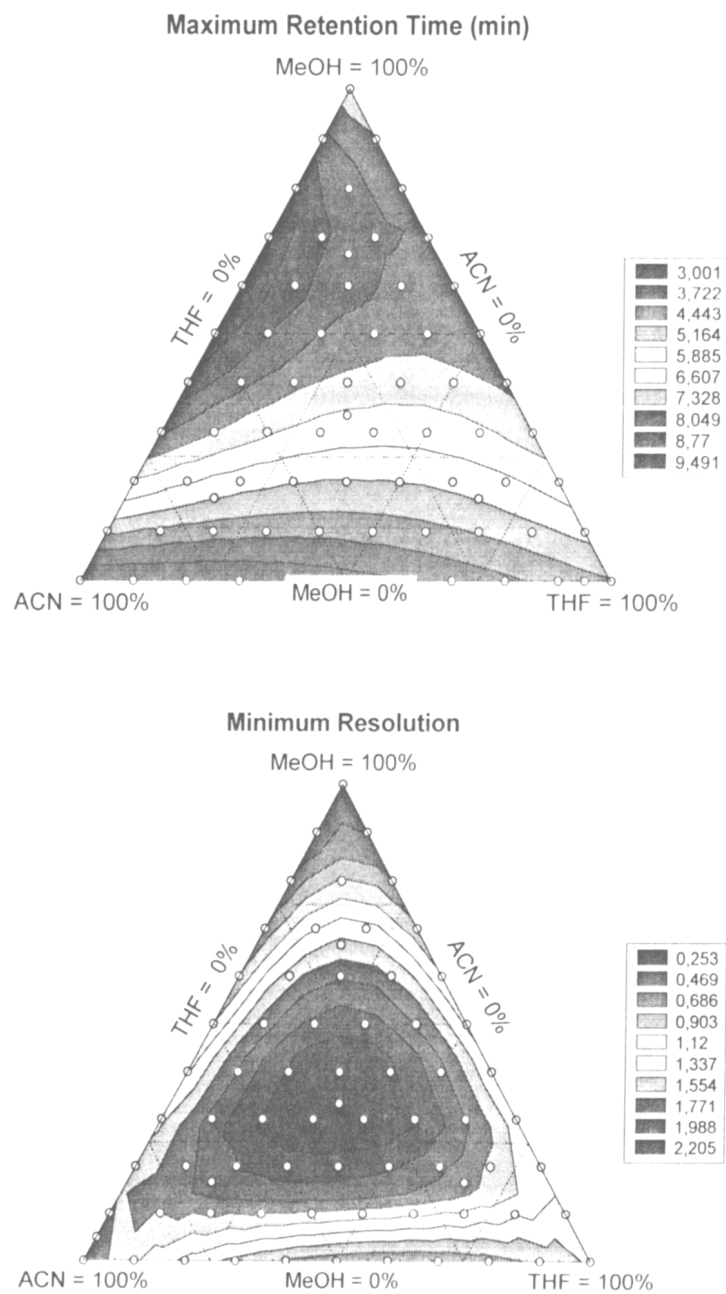 Maximum Retention Time (min)
MeOH = 100%
THF = 0%
ACN = 0%
3,001
3,722
4,443
5,164
5,885
6,607
7,328
8,049
8,77
9,491
ACN = 100%
MeOH = 0%
THF = 100%
Minimum Resolution
MeOH = 100%
THF = 0%
ACN = 0%
0,253
0,469
0,686
0,903
1,12
1,337
1,554
1,771
1,988
2,205
ACN = 100%
MeOH = 0%
THF = 100%